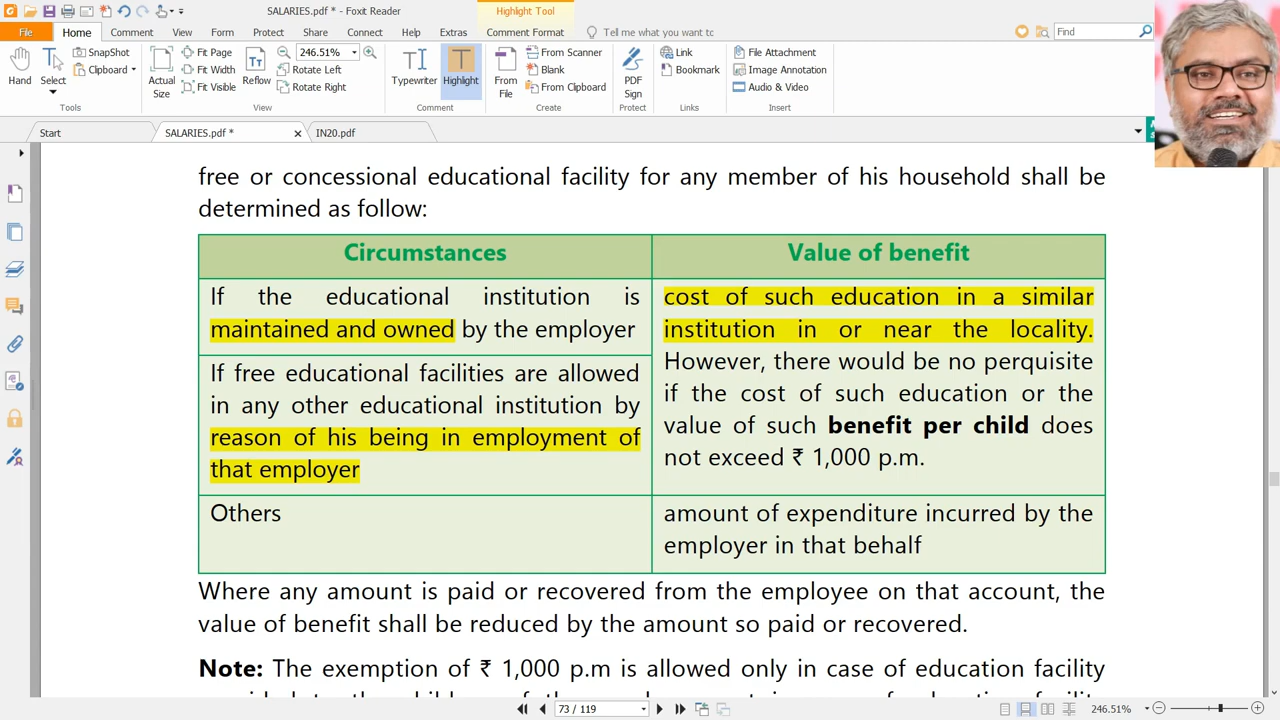 SALARIES.pdf * - Foxit Reader
Highlight Tool
File
Home
Comment
View
Form
Protect
Share
Connect
Help
Extras
Comment Format
Tell me what you want tc
Find
Hand
Select
SnapShot
Clipboard
Tools
Actual Size
Fit Page
Fit Width
Fit Visible
Reflow
246.51%
Rotate Left
Rotate Right
View
Typewriter
Highlight
Comment
From File
From Scanner
Blank
From Clipboard
Create
PDF Sign
Protect
Link
Bookmark
Links
File Attachment
Image Annotation
Audio & Video
Insert
Start
SALARIES.pdf *
IN20.pdf
free or concessional educational facility for any member of his household shall be
determined as follow:
Circumstances
Value of benefit
If the educational institution is
maintained and owned by the employer
cost of such education in a similar
institution in or near the locality.
However, there would be no perquisite
if the cost of such education or the
value of such benefit per child does
not exceed ₹ 1,000 p.m.
If free educational facilities are allowed
in any other educational institution by
reason of his being in employment of
that employer
Others
amount of expenditure incurred by the
employer in that behalf
Where any amount is paid or recovered from the employee on that account, the
value of benefit shall be reduced by the amount so paid or recovered.
Note: The exemption of ₹ 1,000 p.m is allowed only in case of education facility
73 / 119
246.51%